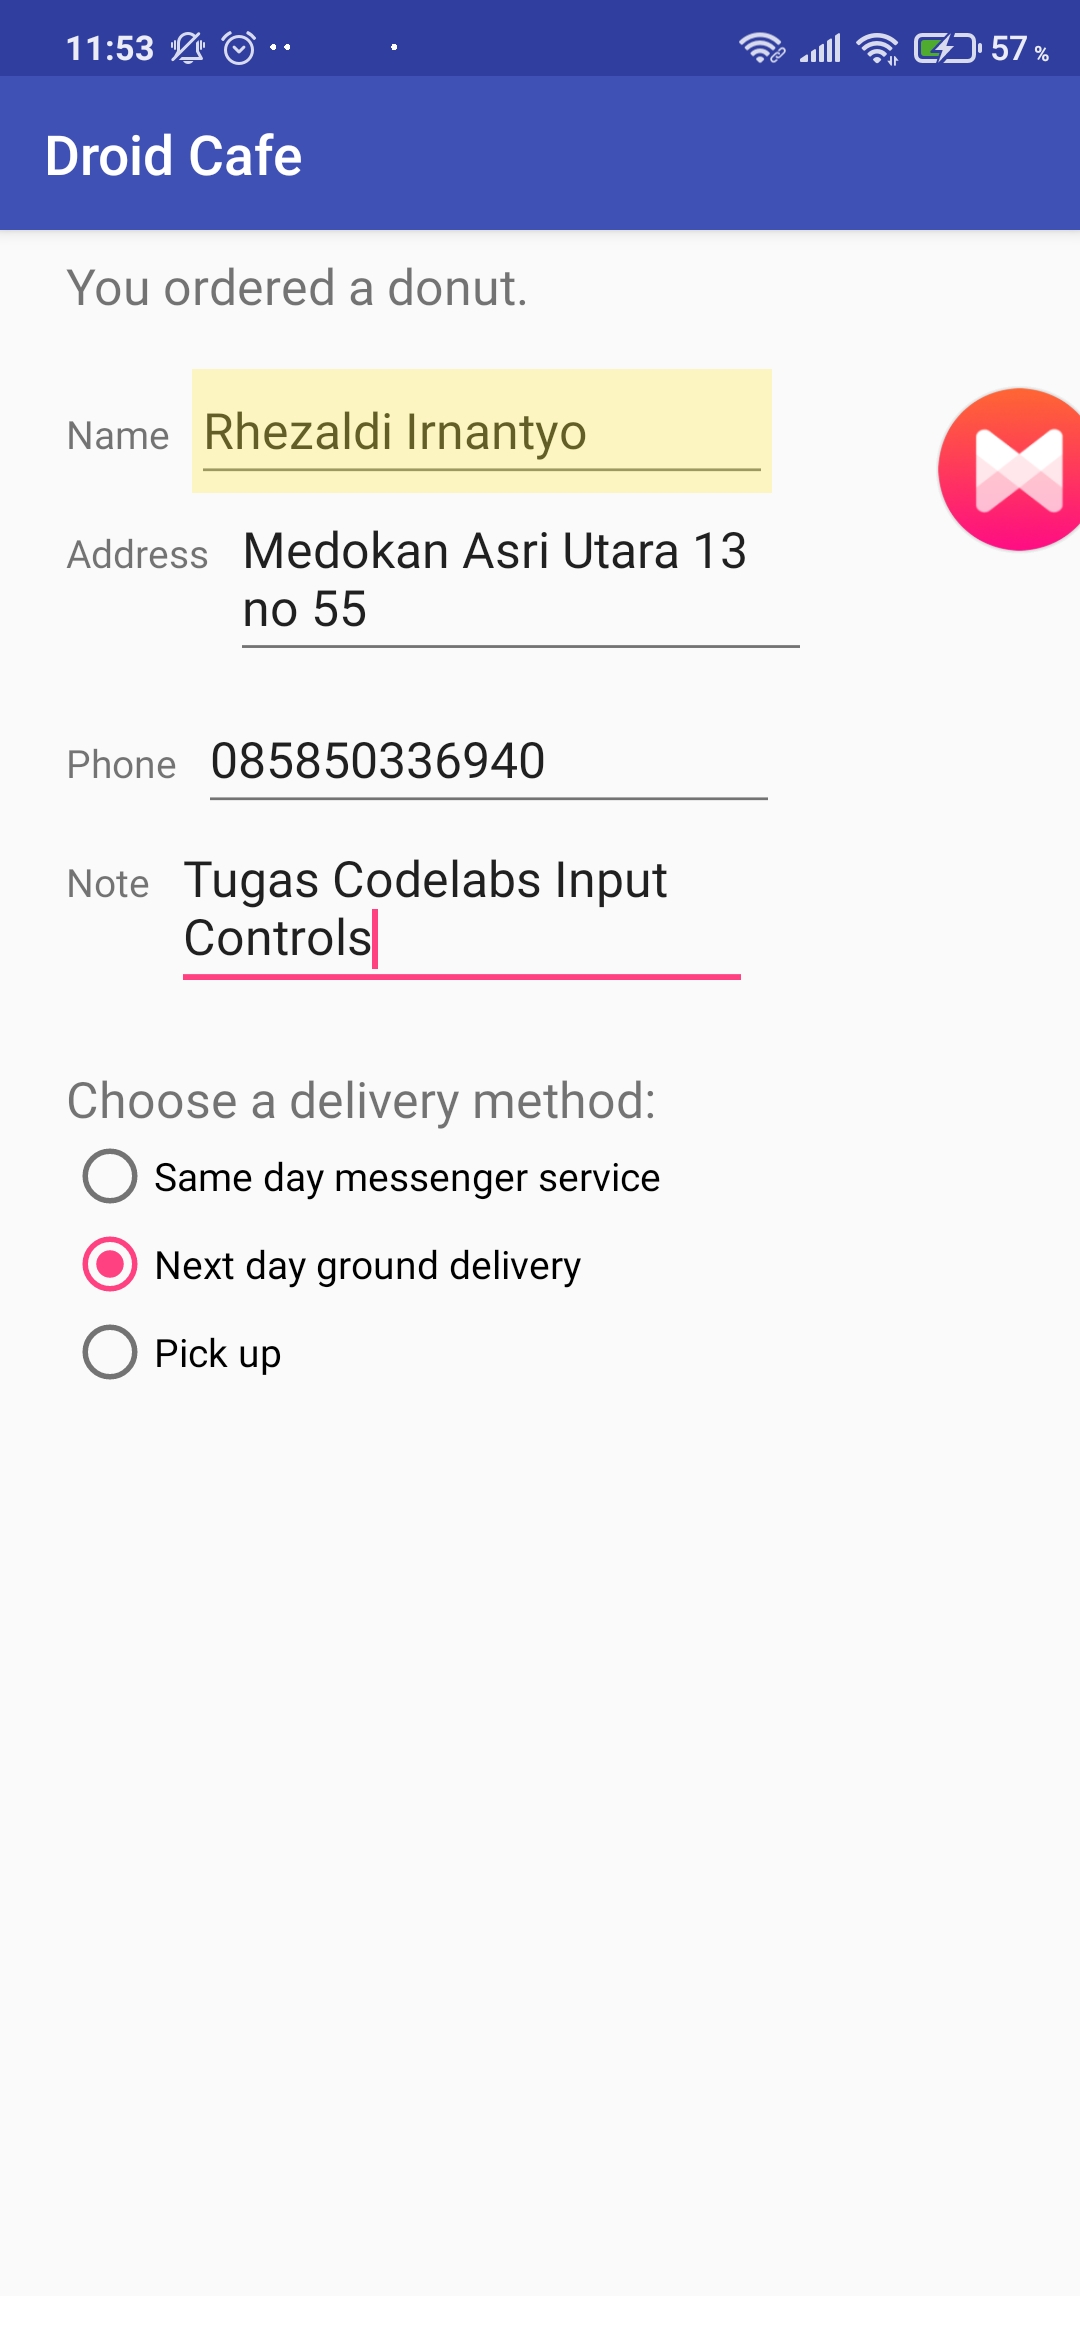 11:53
57 %
Droid Cafe
You ordered a donut.
Name Rhezaldi Irnantyo
Address Medokan Asri Utara 13
no 55
Phone 085850336940
Note Tugas Codelabs Input
Controls
Choose a delivery method:
Same day messenger service
Next day ground delivery
Pick up